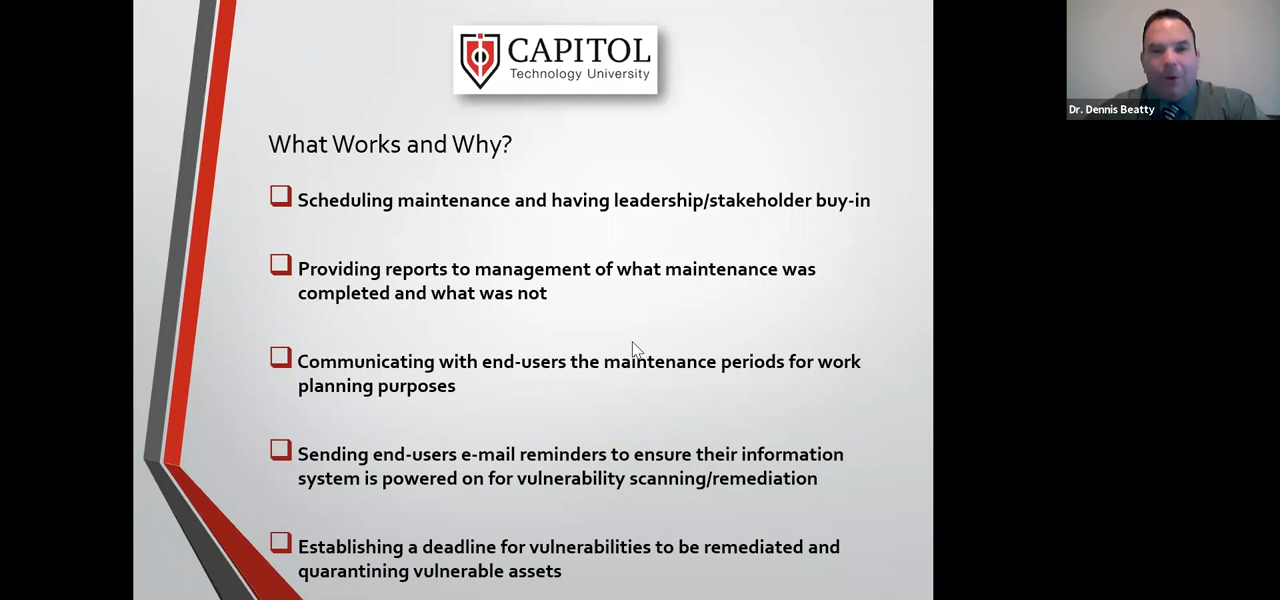 CAPITOL
Technology University
Dr. Dennis Beatty
What Works and Why?
Scheduling maintenance and having leadership/stakeholder buy-in
Providing reports to management of what maintenance was
completed and what was not
Communicating with end-users the maintenance periods for work
planning purposes
Sending end-users e-mail reminders to ensure their information
system is powered on for vulnerability scanning/remediation
Establishing a deadline for vulnerabilities to be remediated and
quarantining vulnerable assets